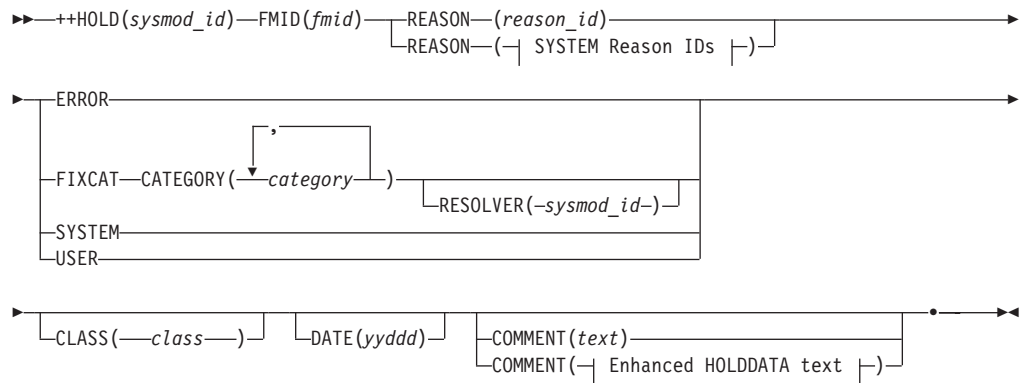 ++HOLD(sysmod_id) FMID(fmid) REASON (reason_id)
REASON ( SYSTEM Reason IDs )
ERROR
,
FIXCAT CATEGORY( category )
RESOLVER( sysmod_id )
SYSTEM
USER
CLASS( class ) DATE(yyddd) COMMENT(text) .
COMMENT( Enhanced HOLDDATA text )